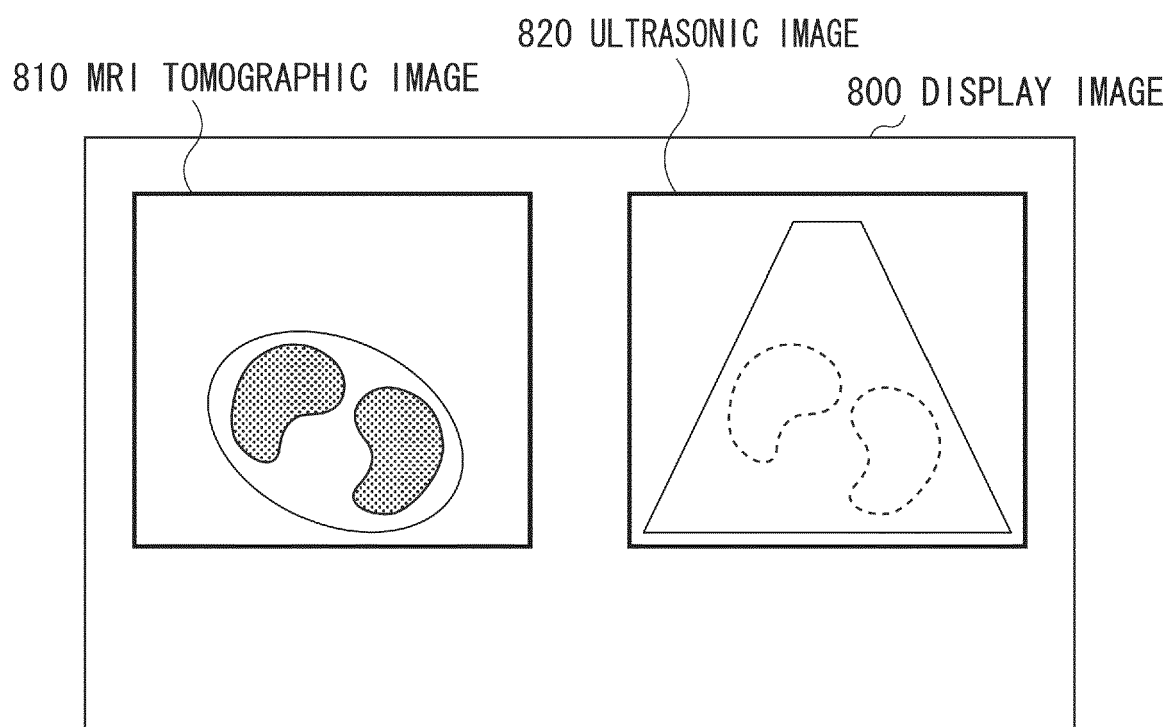 820 ULTRASONIC IMAGE
810 MRI TOMOGRAPHIC IMAGE
800 DISPLAY IMAGE